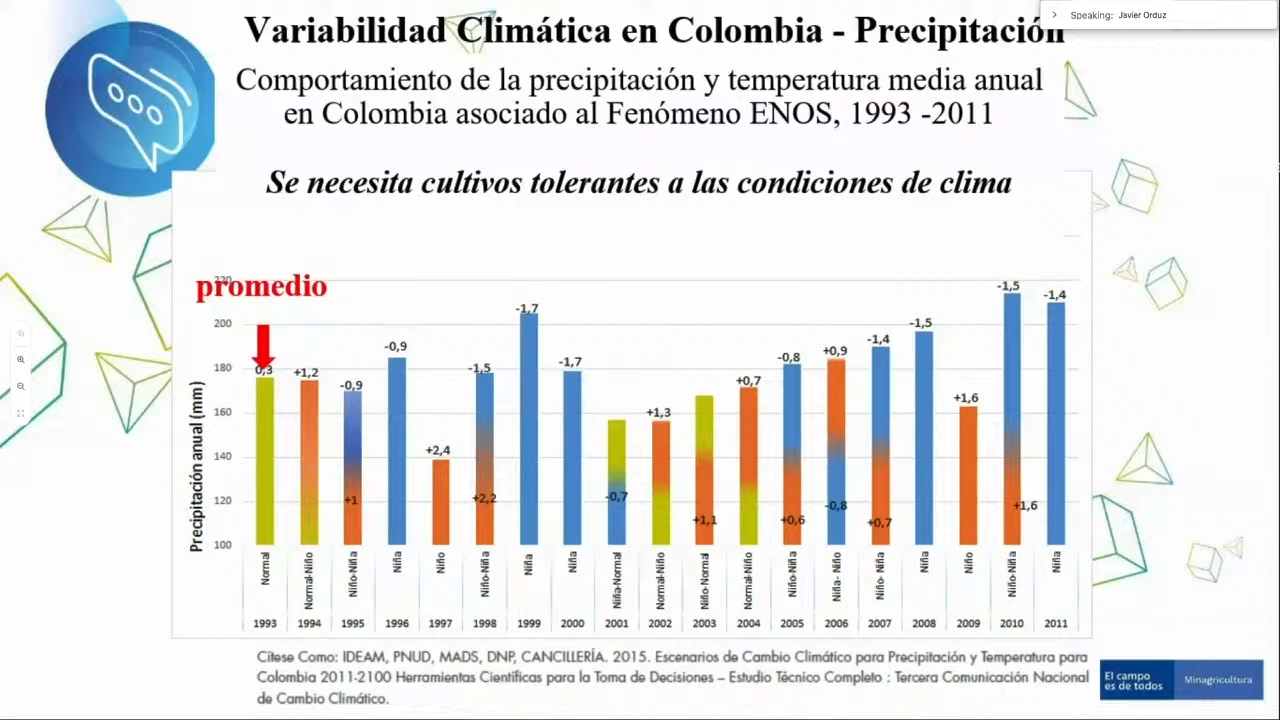 Speaking: Javier Orduz
Variabilidad Climática en Colombia - Precipitación
Comportamiento de la precipitación y temperatura media anual
en Colombia asociado al Fenómeno ENOS, 1993 -2011
Se necesita cultivos tolerantes a las condiciones de clima
promedio
220
200
180
160
140
120
100
Precipitación anual (mm)
0,3
+1,2
-0,9
+1
-0,9
+2,4
-1,5
+2,2
-1,7
-1,7
-0,7
+1,3
+1,1
+0,7
-0,8
+0,6
+0,9
-0,8
-1,4
+0,7
-1,5
+1,6
-1,5
+1,6
-1,4
Normal
Normal-Niño
Niño-Niña
Niña
Niño
Niño-Niña
Niña
Niña
Niña-Normal
Normal-Niño
Niño-Normal
Normal-Niño
Niño-Niña
Niña- Niño
Niño- Niña
Niña
Niño
Niño-Niña
Niña
1993 1994 1995 1996 1997 1998 1999 2000 2001 2002 2003 2004 2005 2006 2007 2008 2009 2010 2011
Cítese Como: IDEAM, PNUD, MADS, DNP, CANCILLERÍA. 2015. Escenarios de Cambio Climático para Precipitación y Temperatura para
Colombia 2011-2100 Herramientas Científicas para la Toma de Decisiones – Estudio Técnico Completo : Tercera Comunicación Nacional
de Cambio Climático.
El campo
es de todos
Minagricultura